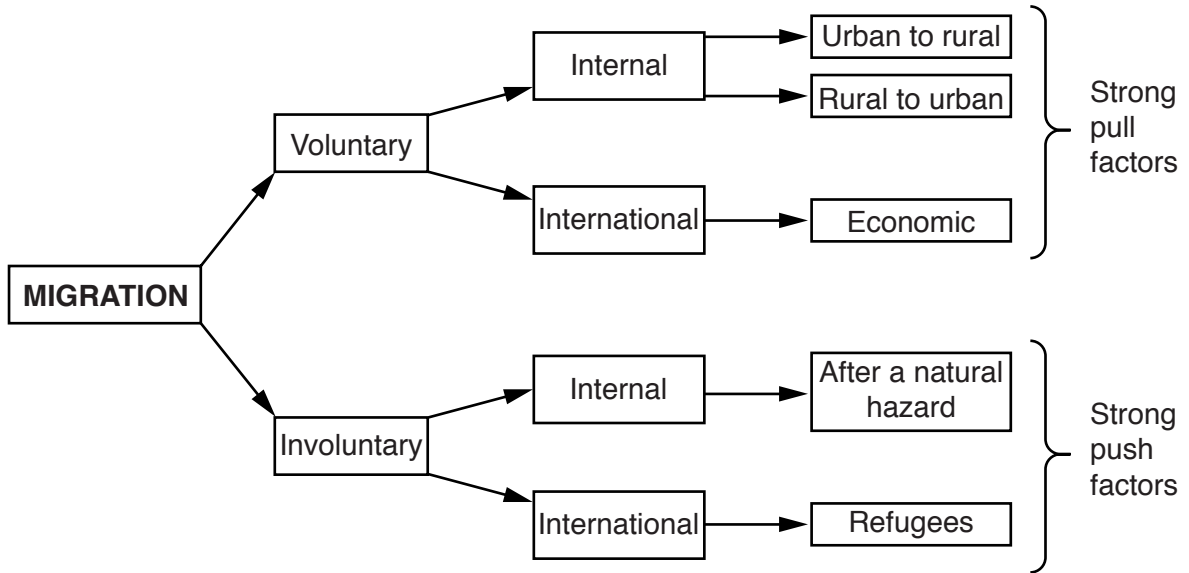 Urban to rural
Internal
Rural to urban
Strong
pull
factors
Voluntary
International
Economic
MIGRATION
Internal
After a natural
hazard
Strong
push
factors
Involuntary
International
Refugees